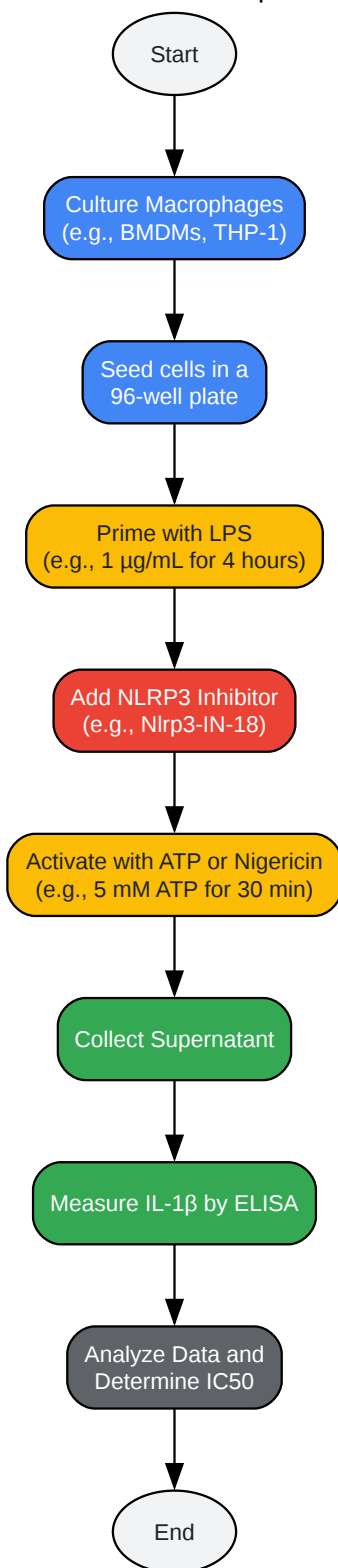 Start
Culture Macrophages
(e.g., BMDMs, THP-1)
Seed cells in a
96-well plate
Prime with LPS
(e.g., 1 µg/mL for 4 hours)
Add NLRP3 Inhibitor
(e.g., Nlrp3-IN-18)
Activate with ATP or Nigericin
(e.g., 5 mM ATP for 30 min)
Collect Supernatant
Measure IL-1β by ELISA
Analyze Data and
Determine IC50
End